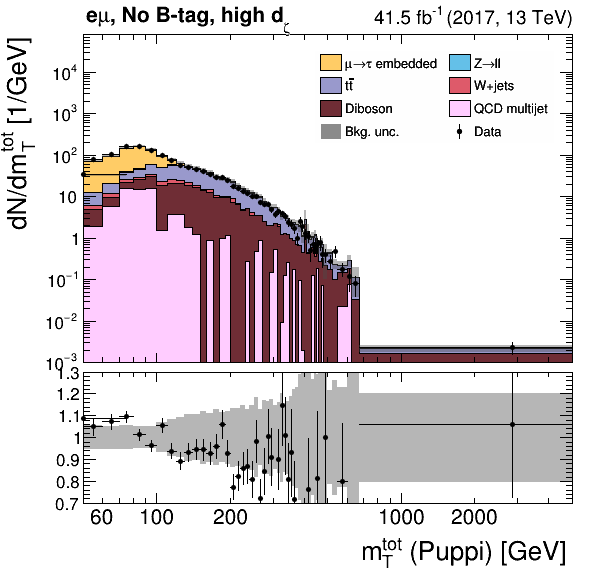 eμ, No B-tag, high d_ζ
41.5 fb⁻¹ (2017, 13 TeV)
dN/dm_T^tot [1/GeV]
μ→τ embedded
Z→ll
tt̄
W+jets
Diboson
QCD multijet
Bkg. unc.
Data
10⁴
10³
10²
10
1
10⁻¹
10⁻²
10⁻³
1.3
1.2
1.1
1
0.9
0.8
0.7
60 100 200 1000 2000
m_T^tot (Puppi) [GeV]